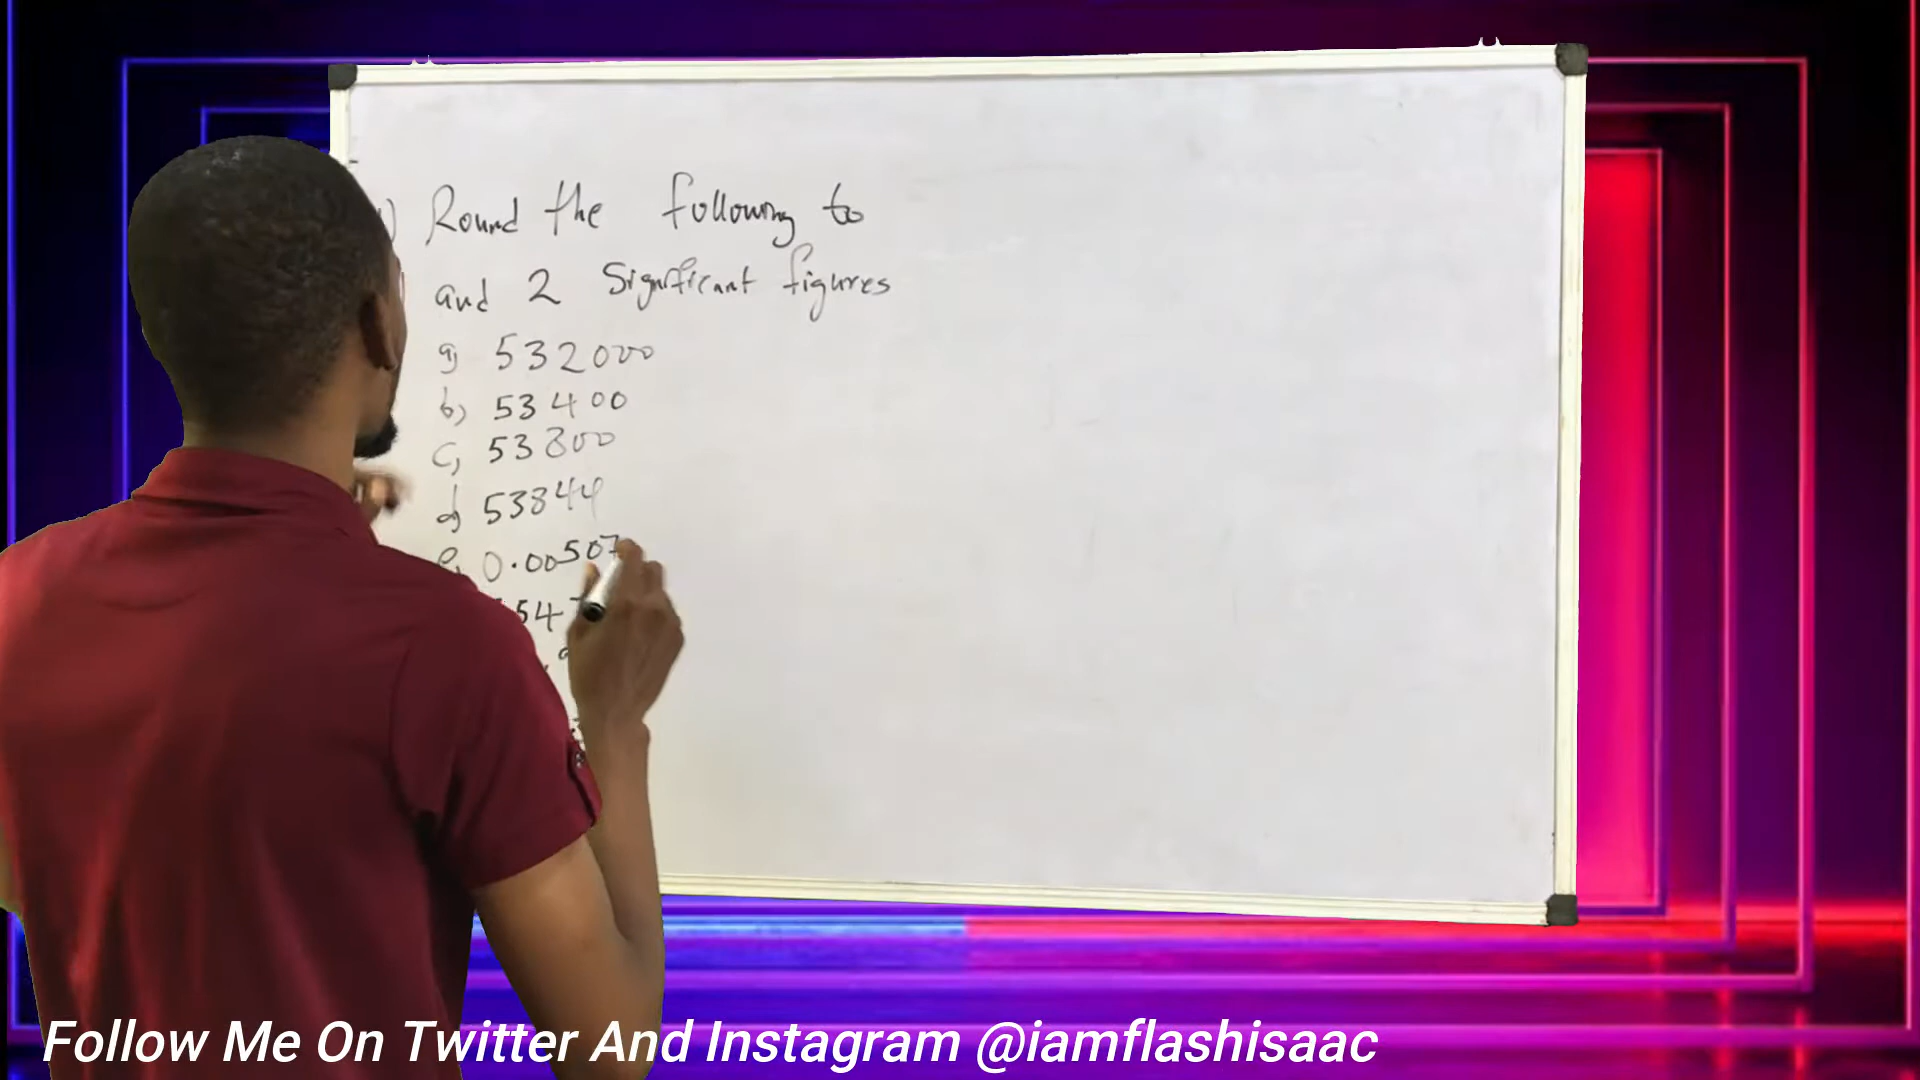 ) Round the following to
and 2 Significant figures
a) 532000
b) 53400
c) 53800
d) 53844
e) 0.00507
54
Follow Me On Twitter And Instagram @iamflashisaac